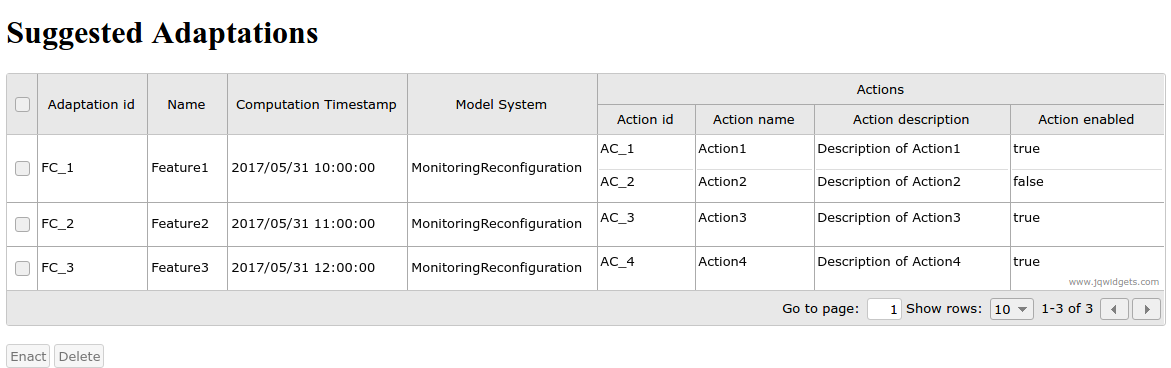 Suggested Adaptations
Actions
Adaptation id Name Computation Timestamp Model System
Action id Action name Action description Action enabled
AC_1 Action1 Description of Action1 true
FC_1 Feature1 2017/05/31 10:00:00 MonitoringReconfiguration
AC_2 Action2 Description of Action2 false
FC_2 Feature2 2017/05/31 11:00:00 MonitoringReconfiguration AC_3 Action3 Description of Action3 true
FC_3 Feature3 2017/05/31 12:00:00 MonitoringReconfiguration AC_4 Action4 Description of Action4 true
www.jqwidgets.com
Go to page: 1 Show rows: 10 1-3 of 3
Enact Delete